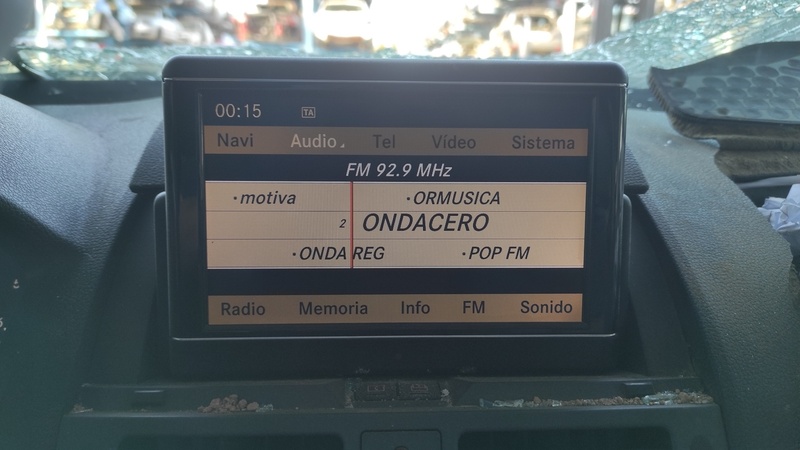 00:15 TA
Navi Audio Tel Vídeo Sistema
FM 92.9 MHz
•motiva •ORMUSICA
2 ONDACERO
•ONDA REG •POP FM
Radio Memoria Info FM Sonido